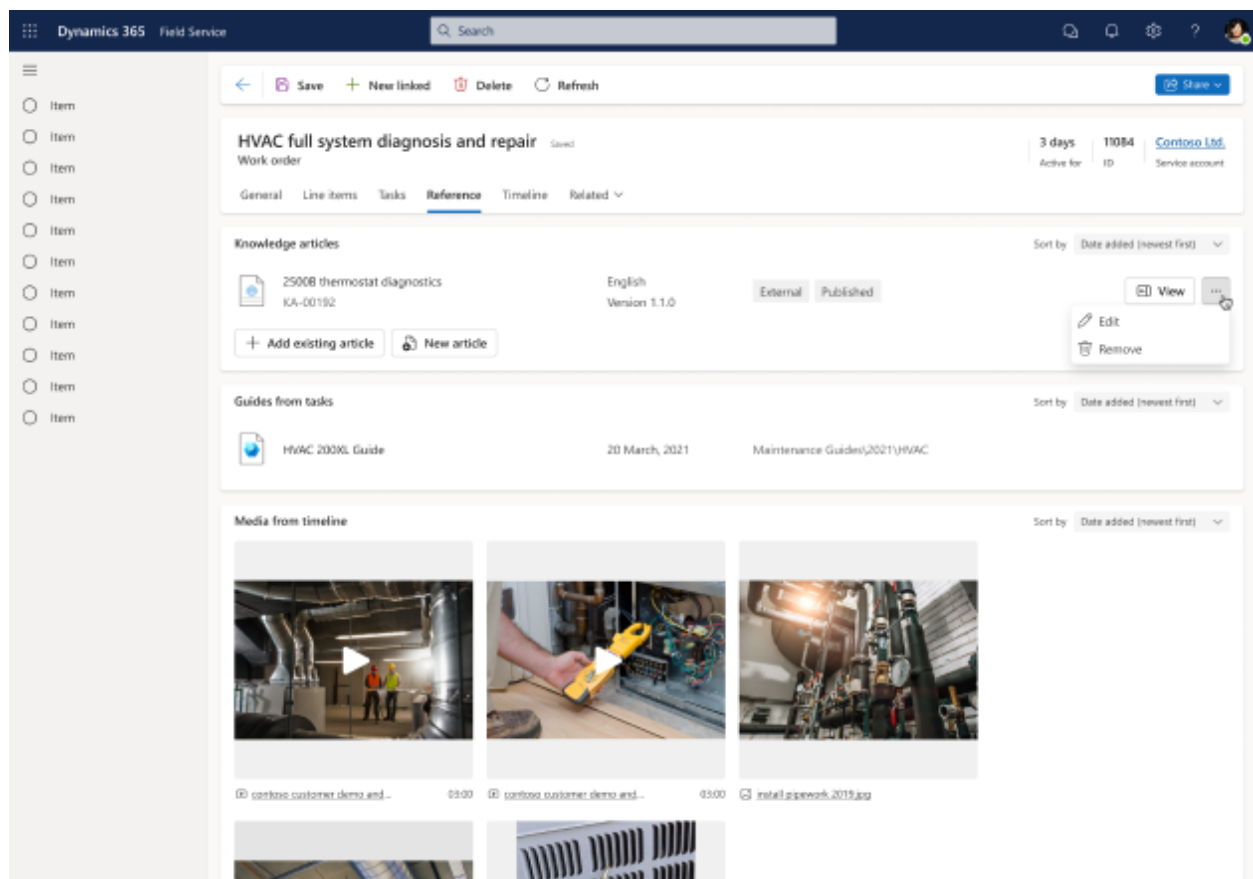 Dynamics 365 Field Service
Search
Save
New linked
Delete
Refresh
Share
Item
Item
Item
Item
Item
Item
Item
Item
Item
Item
Item
HVAC full system diagnosis and repair
Saved
Work order
3 days
Active for
11084
ID
Contoso Ltd.
Service account
General
Line items
Tasks
Reference
Timeline
Related
Knowledge articles
Sort by Date added (newest first)
2500B thermostat diagnostics
KA-00192
English
Version 1.1.0
External
Published
View
Edit
Remove
Add existing article
New article
Guides from tasks
Sort by Date added (newest first)
HVAC 200XL Guide
20 March, 2021
Maintenance Guides\2021\HVAC
Media from timeline
Sort by Date added (newest first)
contoso customer demo and...
03:00
contoso customer demo and...
03:00
install pipework 2019.jpg